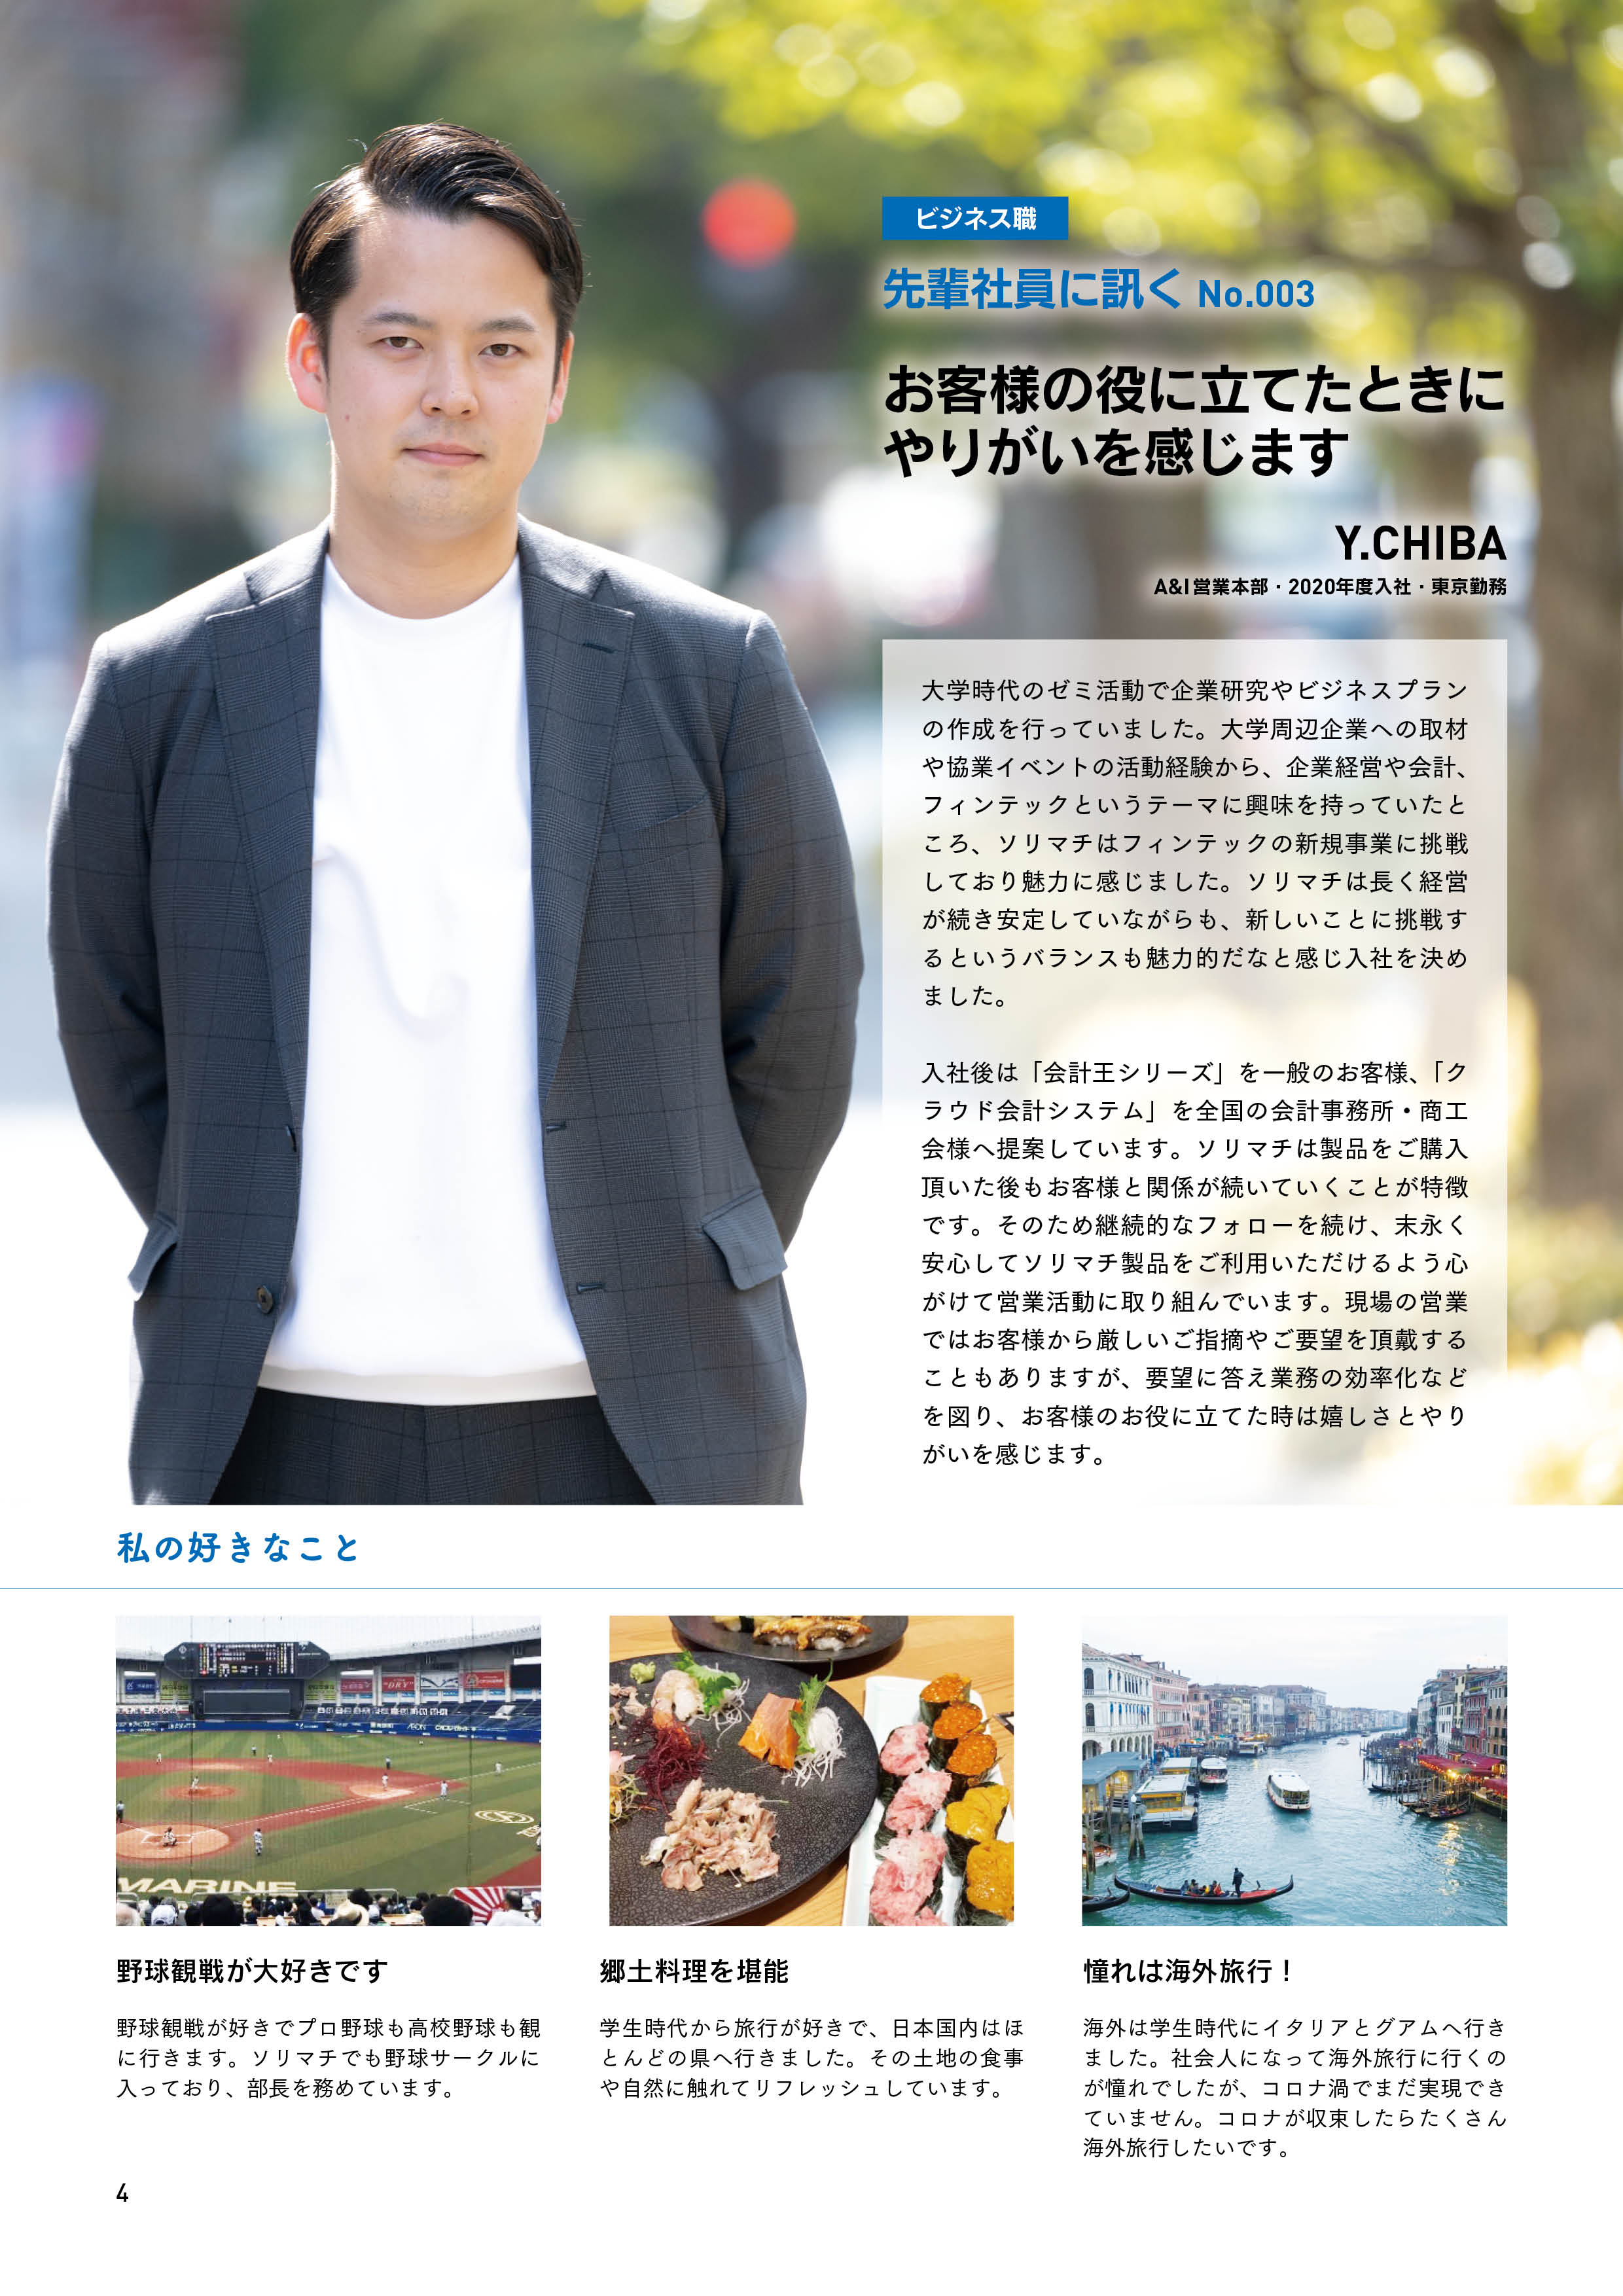 ビジネス職
先輩社員に訊く No.003
お客様の役に立てたときに
やりがいを感じます
Y.CHIBA
A&I営業本部・2020年度入社・東京勤務
大学時代のゼミ活動で企業研究やビジネスプラン
の作成を行っていました。大学周辺企業への取材
や協業イベントの活動経験から、企業経営や会計、
フィンテックというテーマに興味を持っていたと
ころ、ソリマチはフィンテックの新規事業に挑戦
しており魅力に感じました。ソリマチは長く経営
が続き安定していながらも、新しいことに挑戦す
るというバランスも魅力的だなと感じ入社を決め
ました。
入社後は「会計王シリーズ」を一般のお客様、「ク
ラウド会計システム」を全国の会計事務所・商工
会様へ提案しています。ソリマチは製品をご購入
頂いた後もお客様と関係が続いていくことが特徴
です。そのため継続的なフォローを続け、末永く
安心してソリマチ製品をご利用いただけるよう心
がけて営業活動に取り組んでいます。現場の営業
ではお客様から厳しいご指摘やご要望を頂戴する
こともありますが、要望に答え業務の効率化など
を図り、お客様のお役に立てた時は嬉しさとやり
がいを感じます。
私の好きなこと
MARINE
野球観戦が大好きです
野球観戦が好きでプロ野球も高校野球も観
に行きます。ソリマチでも野球サークルに
入っており、部長を務めています。
郷土料理を堪能
学生時代から旅行が好きで、日本国内はほ
とんどの県へ行きました。その土地の食事
や自然に触れてリフレッシュしています。
憧れは海外旅行！
海外は学生時代にイタリアとグアムへ行き
ました。社会人になって海外旅行に行くの
が憧れでしたが、コロナ渦でまだ実現でき
ていません。コロナが収束したらたくさん
海外旅行したいです。
4